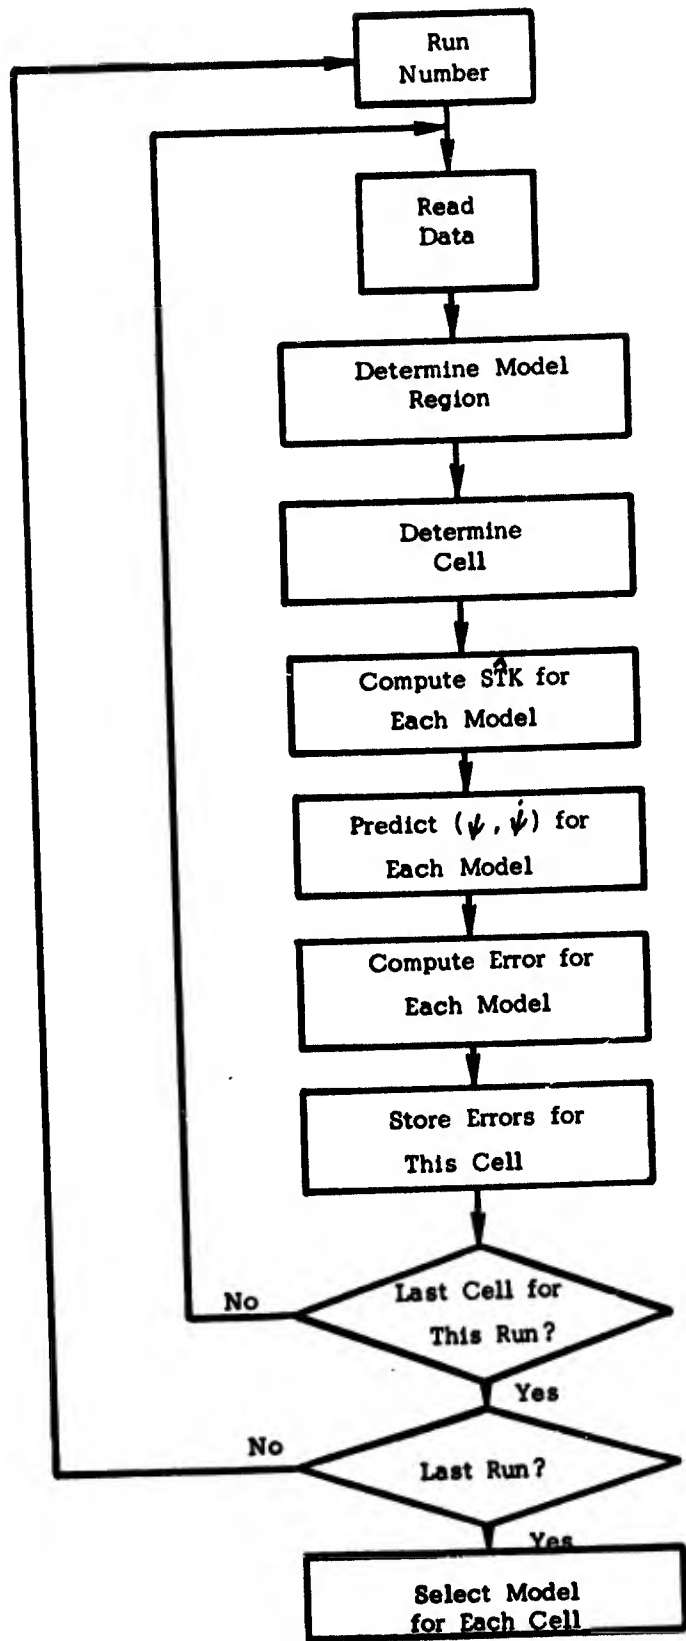 Run
Number
Read
Data
Determine Model
Region
Determine
Cell
Compute ST̂K for
Each Model
Predict (ψ, ψ̇) for
Each Model
Compute Error for
Each Model
Store Errors for
This Cell
Last Cell for
This Run?
No
Yes
Last Run?
No
Yes
Select Model
for Each Cell